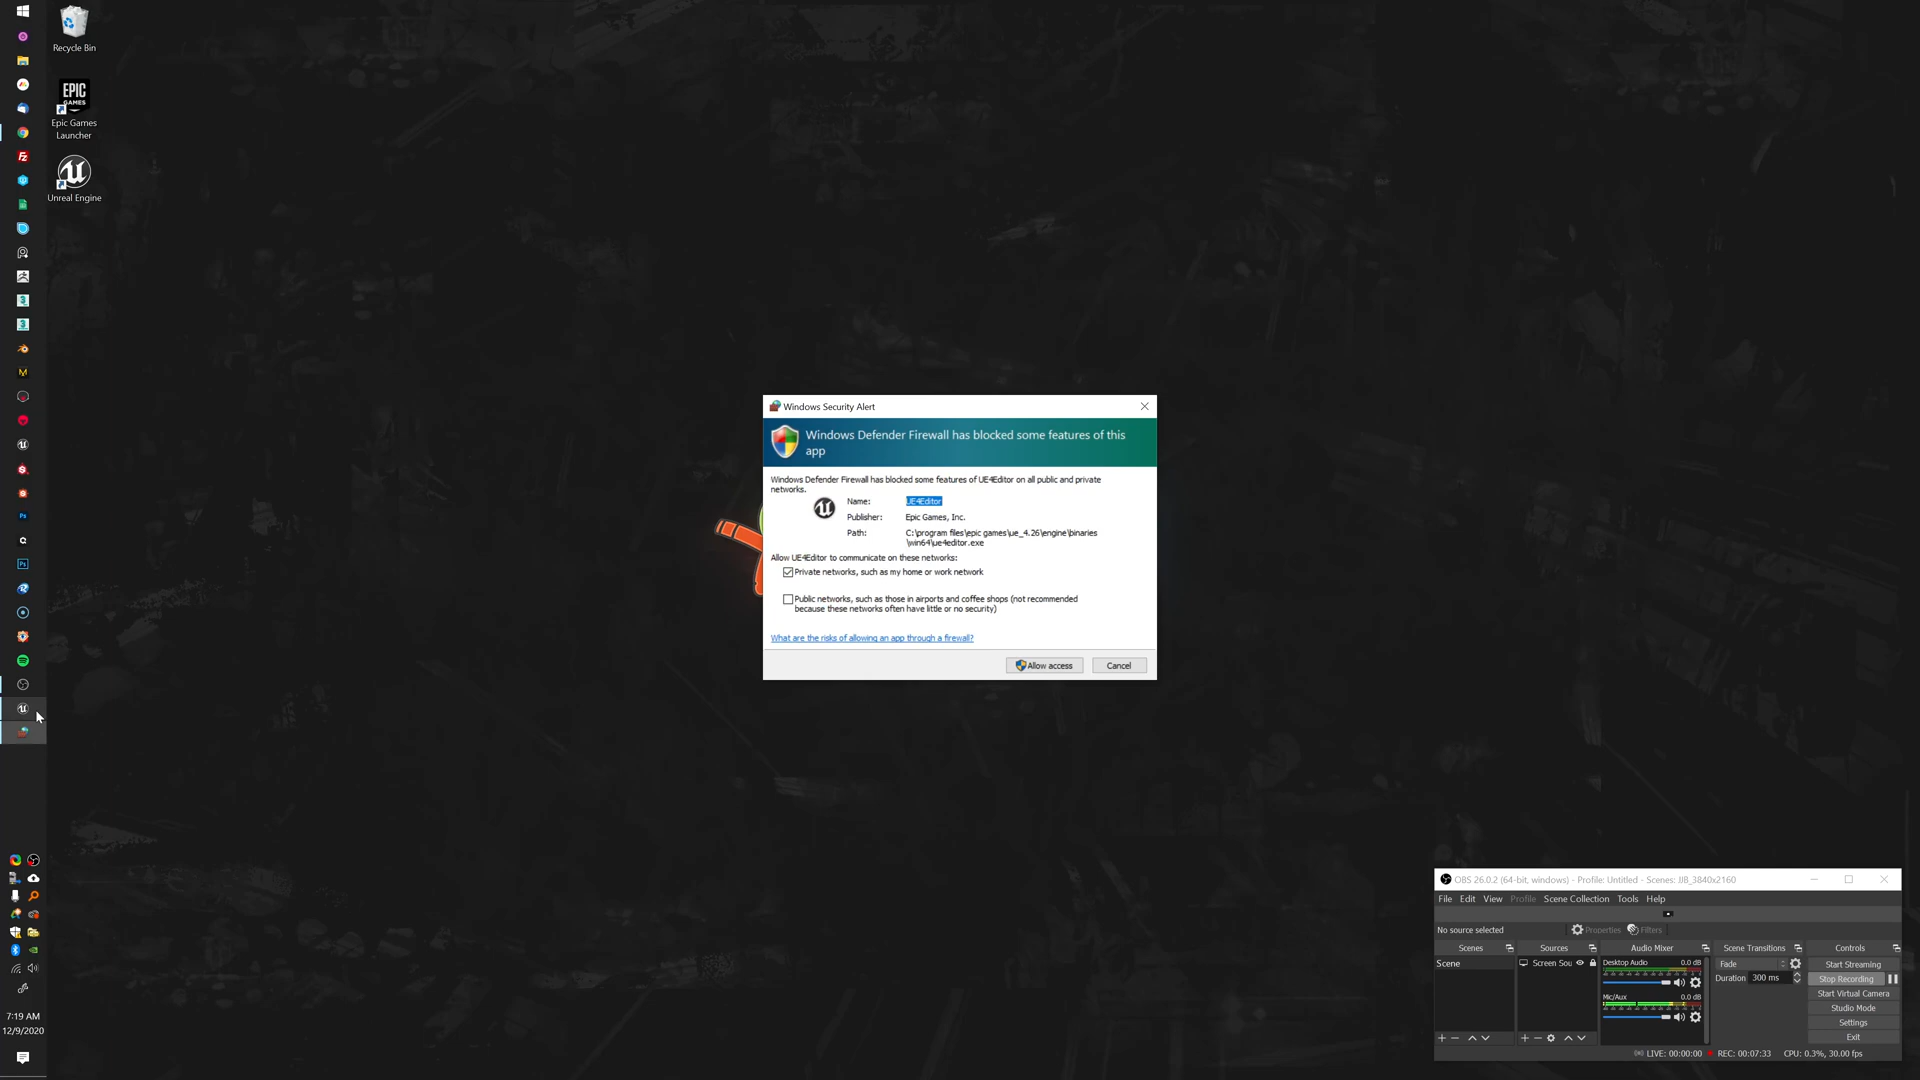 Recycle Bin
EPIC
GAMES
Epic Games
Launcher
Unreal Engine
Windows Security Alert
Windows Defender Firewall has blocked some features of this
app
Windows Defender Firewall has blocked some features of UE4Editor on all public and private
networks.
Name: UE4Editor
Publisher: Epic Games, Inc.
Path: C:\program files\epic games\ue_4.26\engine\binaries
\win64\ue4editor.exe
Allow UE4Editor to communicate on these networks:
Private networks, such as my home or work network
Public networks, such as those in airports and coffee shops (not recommended
because these networks often have little or no security)
What are the risks of allowing an app through a firewall?
Allow access
Cancel
OBS 26.0.2 (64-bit, windows) - Profile: Untitled - Scenes: JJB_3840x2160
File Edit View Profile Scene Collection Tools Help
No source selected Properties Filters
Scenes Sources Audio Mixer Scene Transitions Controls
Scene
Screen Sou
Desktop Audio 0.0 dB
Mic/Aux 0.0 dB
Fade
Duration 300 ms
Start Streaming
Stop Recording
Start Virtual Camera
Studio Mode
Settings
Exit
LIVE: 00:00:00 REC: 00:07:33 CPU: 0.3%, 30.00 fps
7:19 AM
12/9/2020